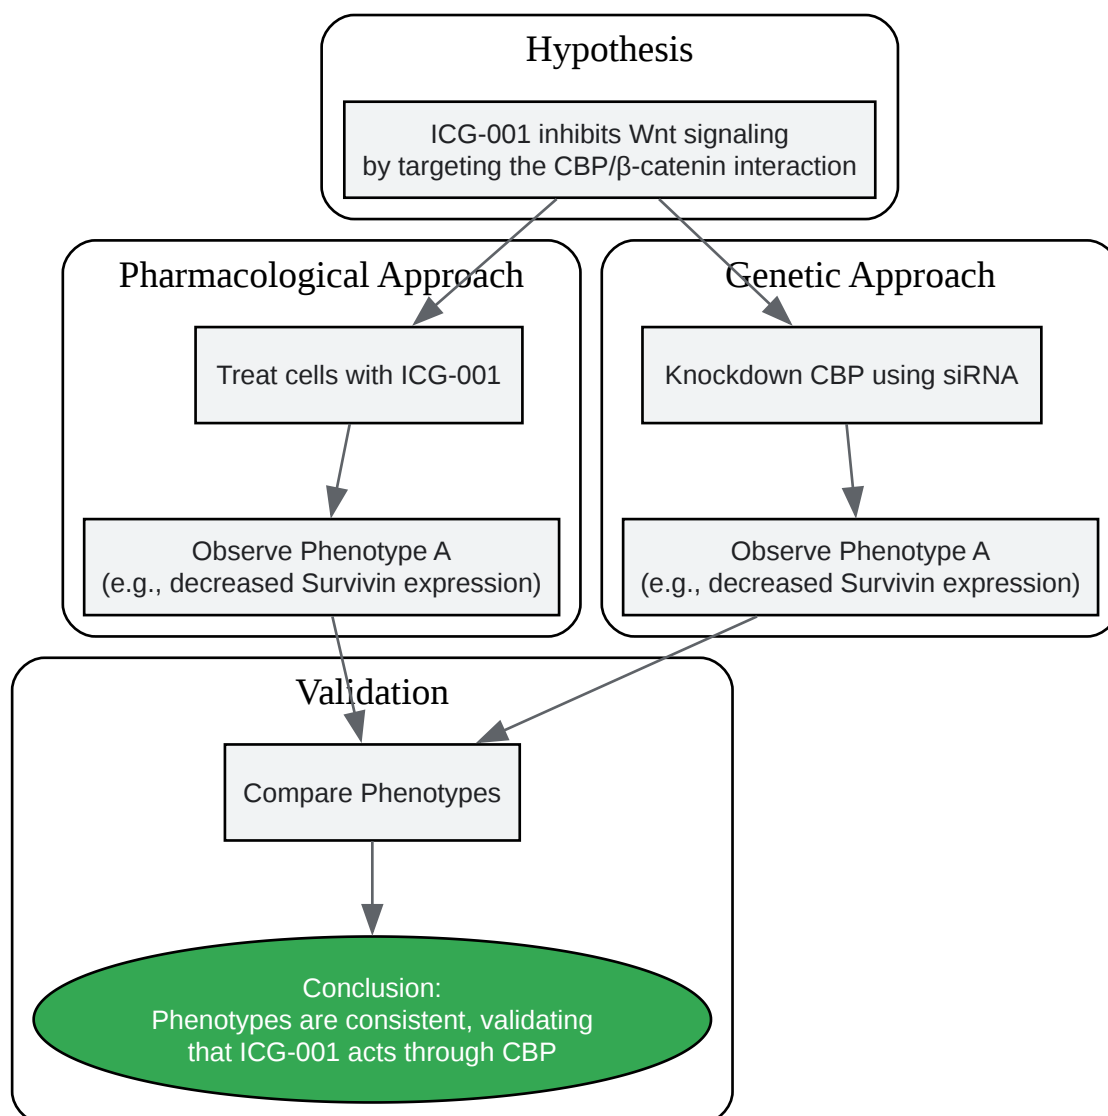 Hypothesis
ICG-001 inhibits Wnt signaling
by targeting the CBP/β-catenin interaction
Pharmacological Approach
Treat cells with ICG-001
Observe Phenotype A
(e.g., decreased Survivin expression)
Genetic Approach
Knockdown CBP using siRNA
Observe Phenotype A
(e.g., decreased Survivin expression)
Validation
Compare Phenotypes
Conclusion:
Phenotypes are consistent, validating
that ICG-001 acts through CBP